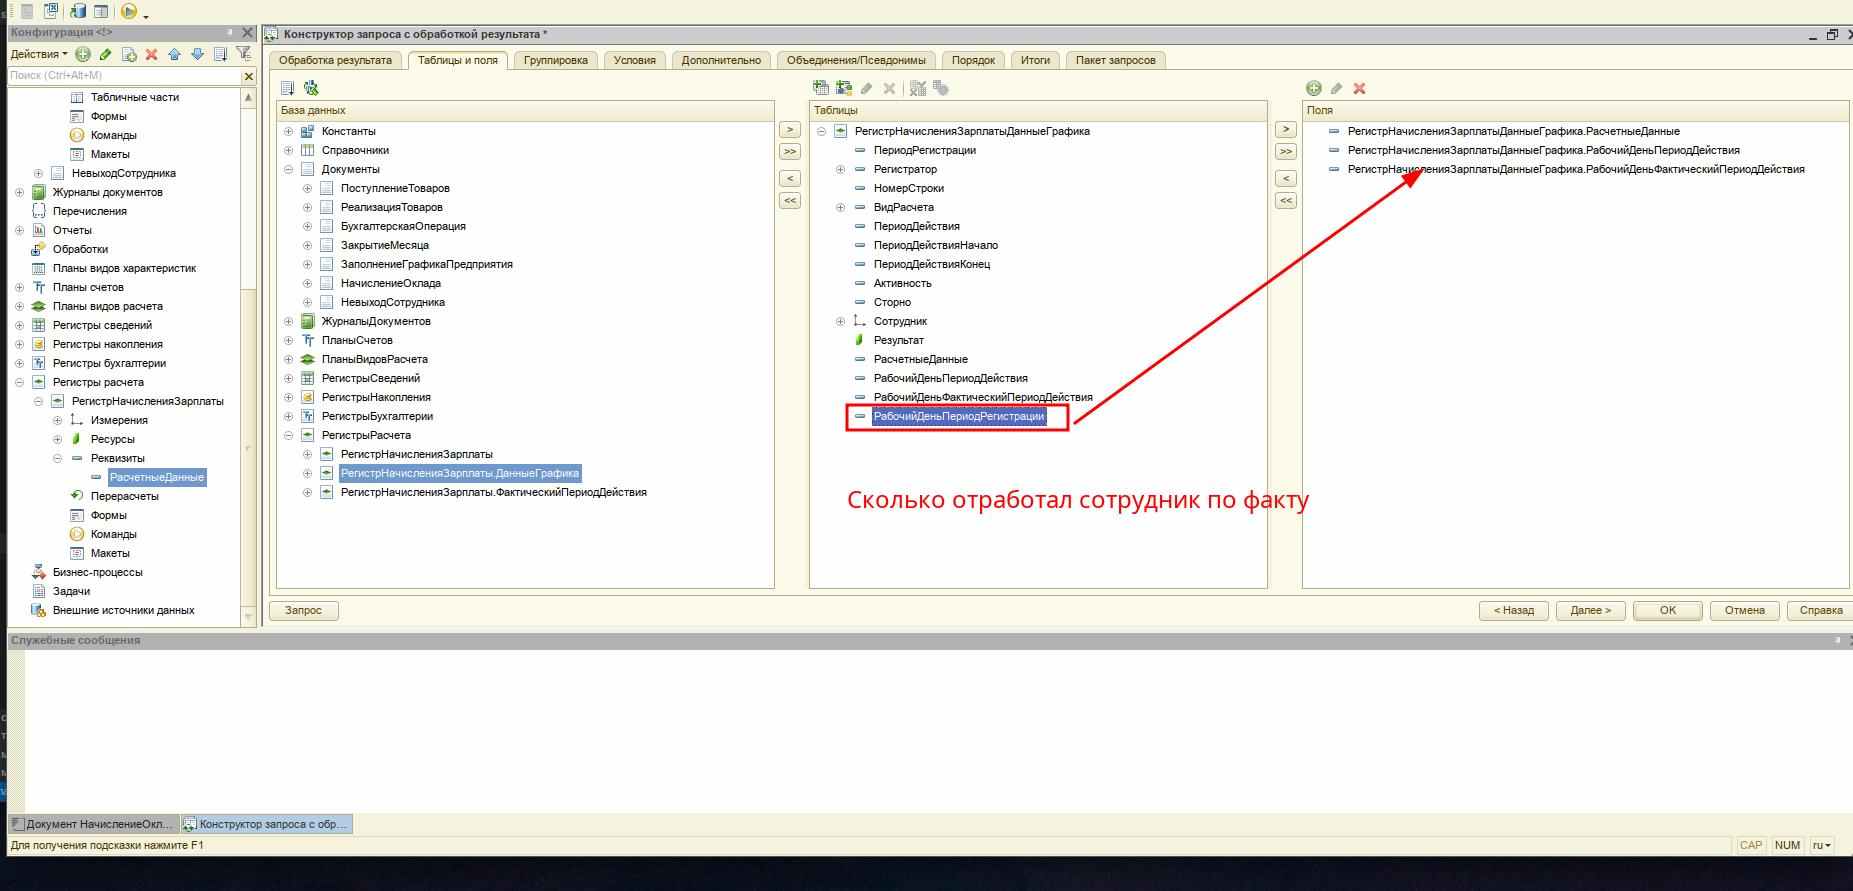 Конфигурация <!>
Действия
Поиск (Ctrl+Alt+M)
Табличные части
Формы
Команды
Макеты
НевыходСотрудника
Журналы документов
Перечисления
Отчеты
Обработки
Планы видов характеристик
Планы счетов
Планы видов расчета
Регистры сведений
Регистры накопления
Регистры бухгалтерии
Регистры расчета
РегистрНачисленияЗарплаты
Измерения
Ресурсы
Реквизиты
РасчетныеДанные
Перерасчеты
Формы
Команды
Макеты
Бизнес-процессы
Задачи
Внешние источники данных
Конструктор запроса с обработкой результата *
Обработка результата
Таблицы и поля
Группировка
Условия
Дополнительно
Объединения/Псевдонимы
Порядок
Итоги
Пакет запросов
База данных
Константы
Справочники
Документы
ПоступлениеТоваров
РеализацияТоваров
БухгалтерскаяОперация
ЗакрытиеМесяца
ЗаполнениеГрафикаПредприятия
НачислениеОклада
НевыходСотрудника
ЖурналыДокументов
ПланыСчетов
ПланыВидовРасчета
РегистрыСведений
РегистрыНакопления
РегистрыБухгалтерии
РегистрыРасчета
РегистрНачисленияЗарплаты
РегистрНачисленияЗарплаты.ДанныеГрафика
РегистрНачисленияЗарплаты.ФактическийПериодДействия
>
>>
<
<<
Таблицы
РегистрНачисленияЗарплатыДанныеГрафика
ПериодРегистрации
Регистратор
НомерСтроки
ВидРасчета
ПериодДействия
ПериодДействияНачало
ПериодДействияКонец
Активность
Сторно
Сотрудник
Результат
РасчетныеДанные
РабочийДеньПериодДействия
РабочийДеньФактическийПериодДействия
РабочийДеньПериодРегистрации
Сколько отработал сотрудник по факту
>
>>
<
<<
Поля
РегистрНачисленияЗарплатыДанныеГрафика.РасчетныеДанные
РегистрНачисленияЗарплатыДанныеГрафика.РабочийДеньПериодДействия
РегистрНачисленияЗарплатыДанныеГрафика.РабочийДеньФактическийПериодДействия
Запрос
< Назад
Далее >
OK
Отмена
Справка
Служебные сообщения
Документ НачислениеОкл...
Конструктор запроса с обр...
Для получения подсказки нажмите F1
CAP
NUM
ru